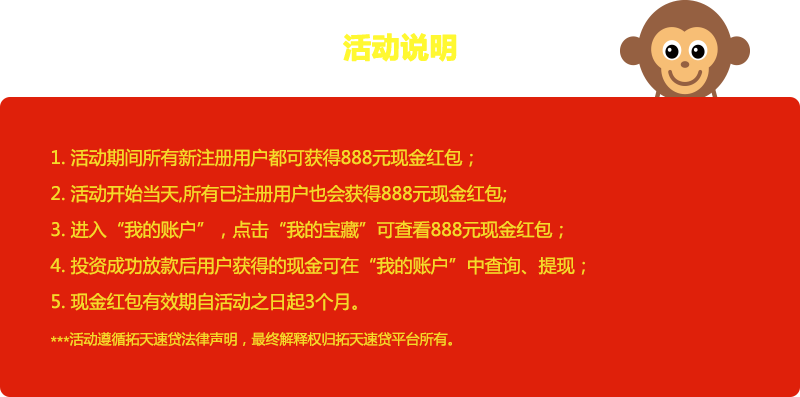 活动说明
1. 活动期间所有新注册用户都可获得888元现金红包；
2. 活动开始当天,所有已注册用户也会获得888元现金红包;
3. 进入“我的账户”，点击“我的宝藏”可查看888元现金红包；
4. 投资成功放款后用户获得的现金可在“我的账户”中查询、提现；
5. 现金红包有效期自活动之日起3个月。
***活动遵循拓天速贷法律声明，最终解释权归拓天速贷平台所有。